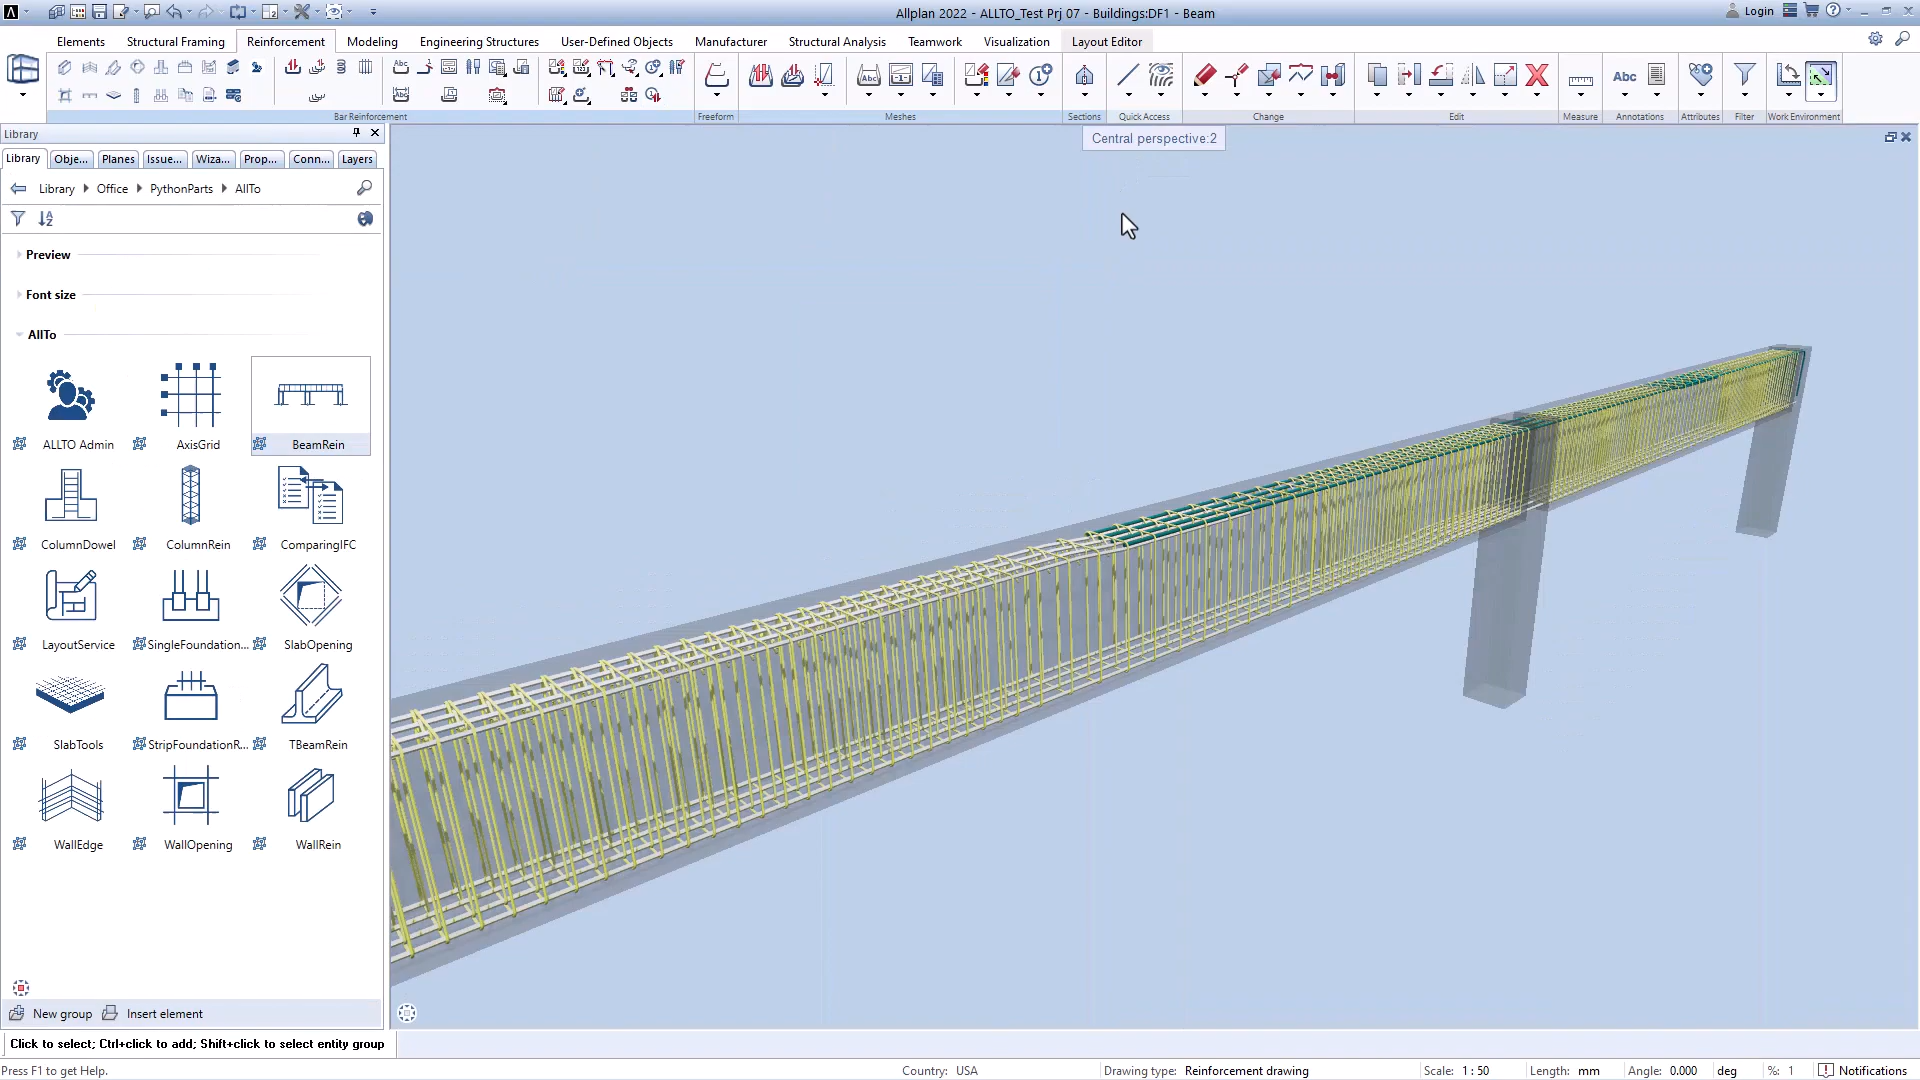 Allplan 2022 - ALLTO_Test Prj 07 - Buildings:DF1 - Beam
Login
Elements
Structural Framing
Reinforcement
Modeling
Engineering Structures
User-Defined Objects
Manufacturer
Structural Analysis
Teamwork
Visualization
Layout Editor
Bar Reinforcement
Freeform
Meshes
Sections
Quick Access
Change
Edit
Measure
Annotations
Attributes
Filter
Work Environment
Library
Library
Obje...
Planes
Issue...
Wiza...
Prop...
Conn...
Layers
Library
Office
PythonParts
AllTo
Central perspective:2
Preview
Font size
AllTo
ALLTO Admin
AxisGrid
BeamRein
ColumnDowel
ColumnRein
ComparingIFC
LayoutService
SingleFoundation...
SlabOpening
SlabTools
StripFoundationR...
TBeamRein
WallEdge
WallOpening
WallRein
New group
Insert element
Click to select; Ctrl+click to add; Shift+click to select entity group
Press F1 to get Help.
Country: USA
Drawing type: Reinforcement drawing
Scale: 1 : 50
Length: mm
Angle: 0.000 deg
%: 1
Notifications